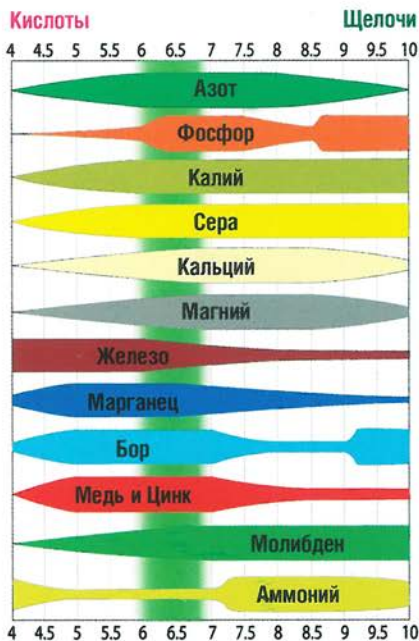 Кислоты Щелочи
4 4.5 5 5.5 6 6.5 7 7.5 8 8.5 9 9.5 10
Азот
Фосфор
Калий
Сера
Кальций
Магний
Железо
Марганец
Бор
Медь и Цинк
Молибден
Аммоний
4 4.5 5 5.5 6 6.5 7 7.5 8 8.5 9 9.5 10